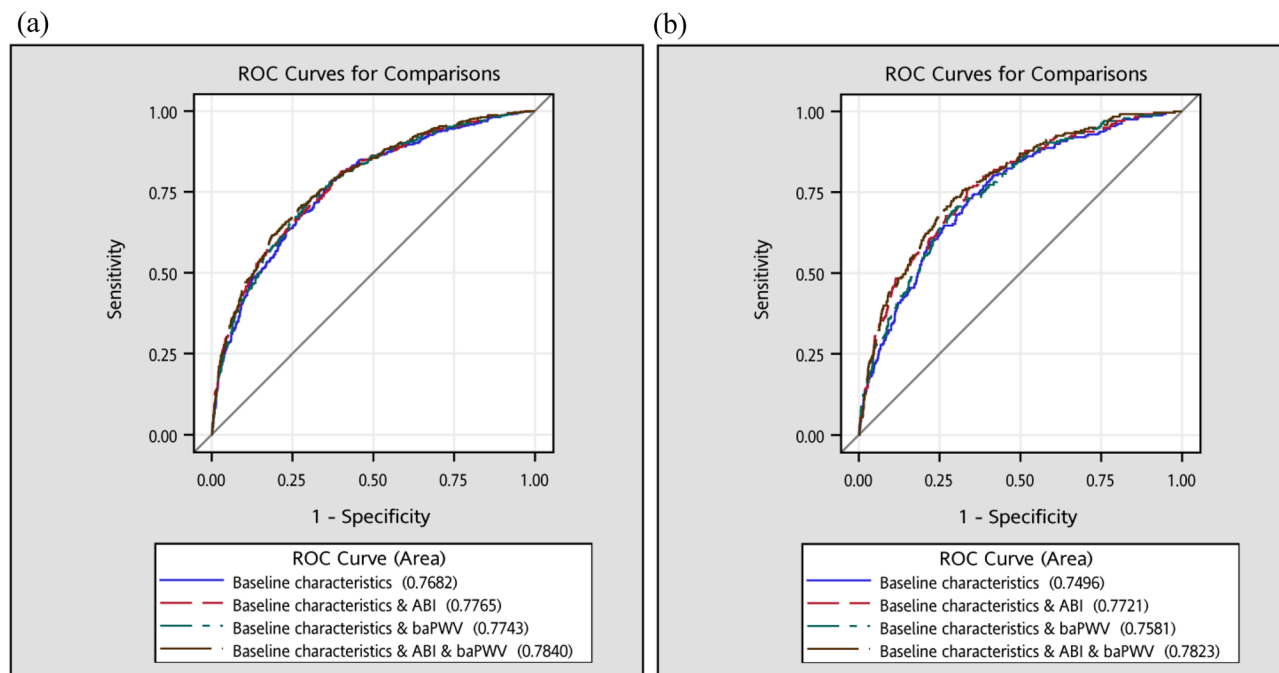 (a)
ROC Curves for Comparisons
1.00
0.75
0.50
0.25
0.00
Sensitivity
0.00 0.25 0.50 0.75 1.00
1 - Specificity
ROC Curve (Area)
Baseline characteristics (0.7682)
Baseline characteristics & ABI (0.7765)
Baseline characteristics & baPWV (0.7743)
Baseline characteristics & ABI & baPWV (0.7840)
(b)
ROC Curves for Comparisons
1.00
0.75
0.50
0.25
0.00
Sensitivity
0.00 0.25 0.50 0.75 1.00
1 - Specificity
ROC Curve (Area)
Baseline characteristics (0.7496)
Baseline characteristics & ABI (0.7721)
Baseline characteristics & baPWV (0.7581)
Baseline characteristics & ABI & baPWV (0.7823)